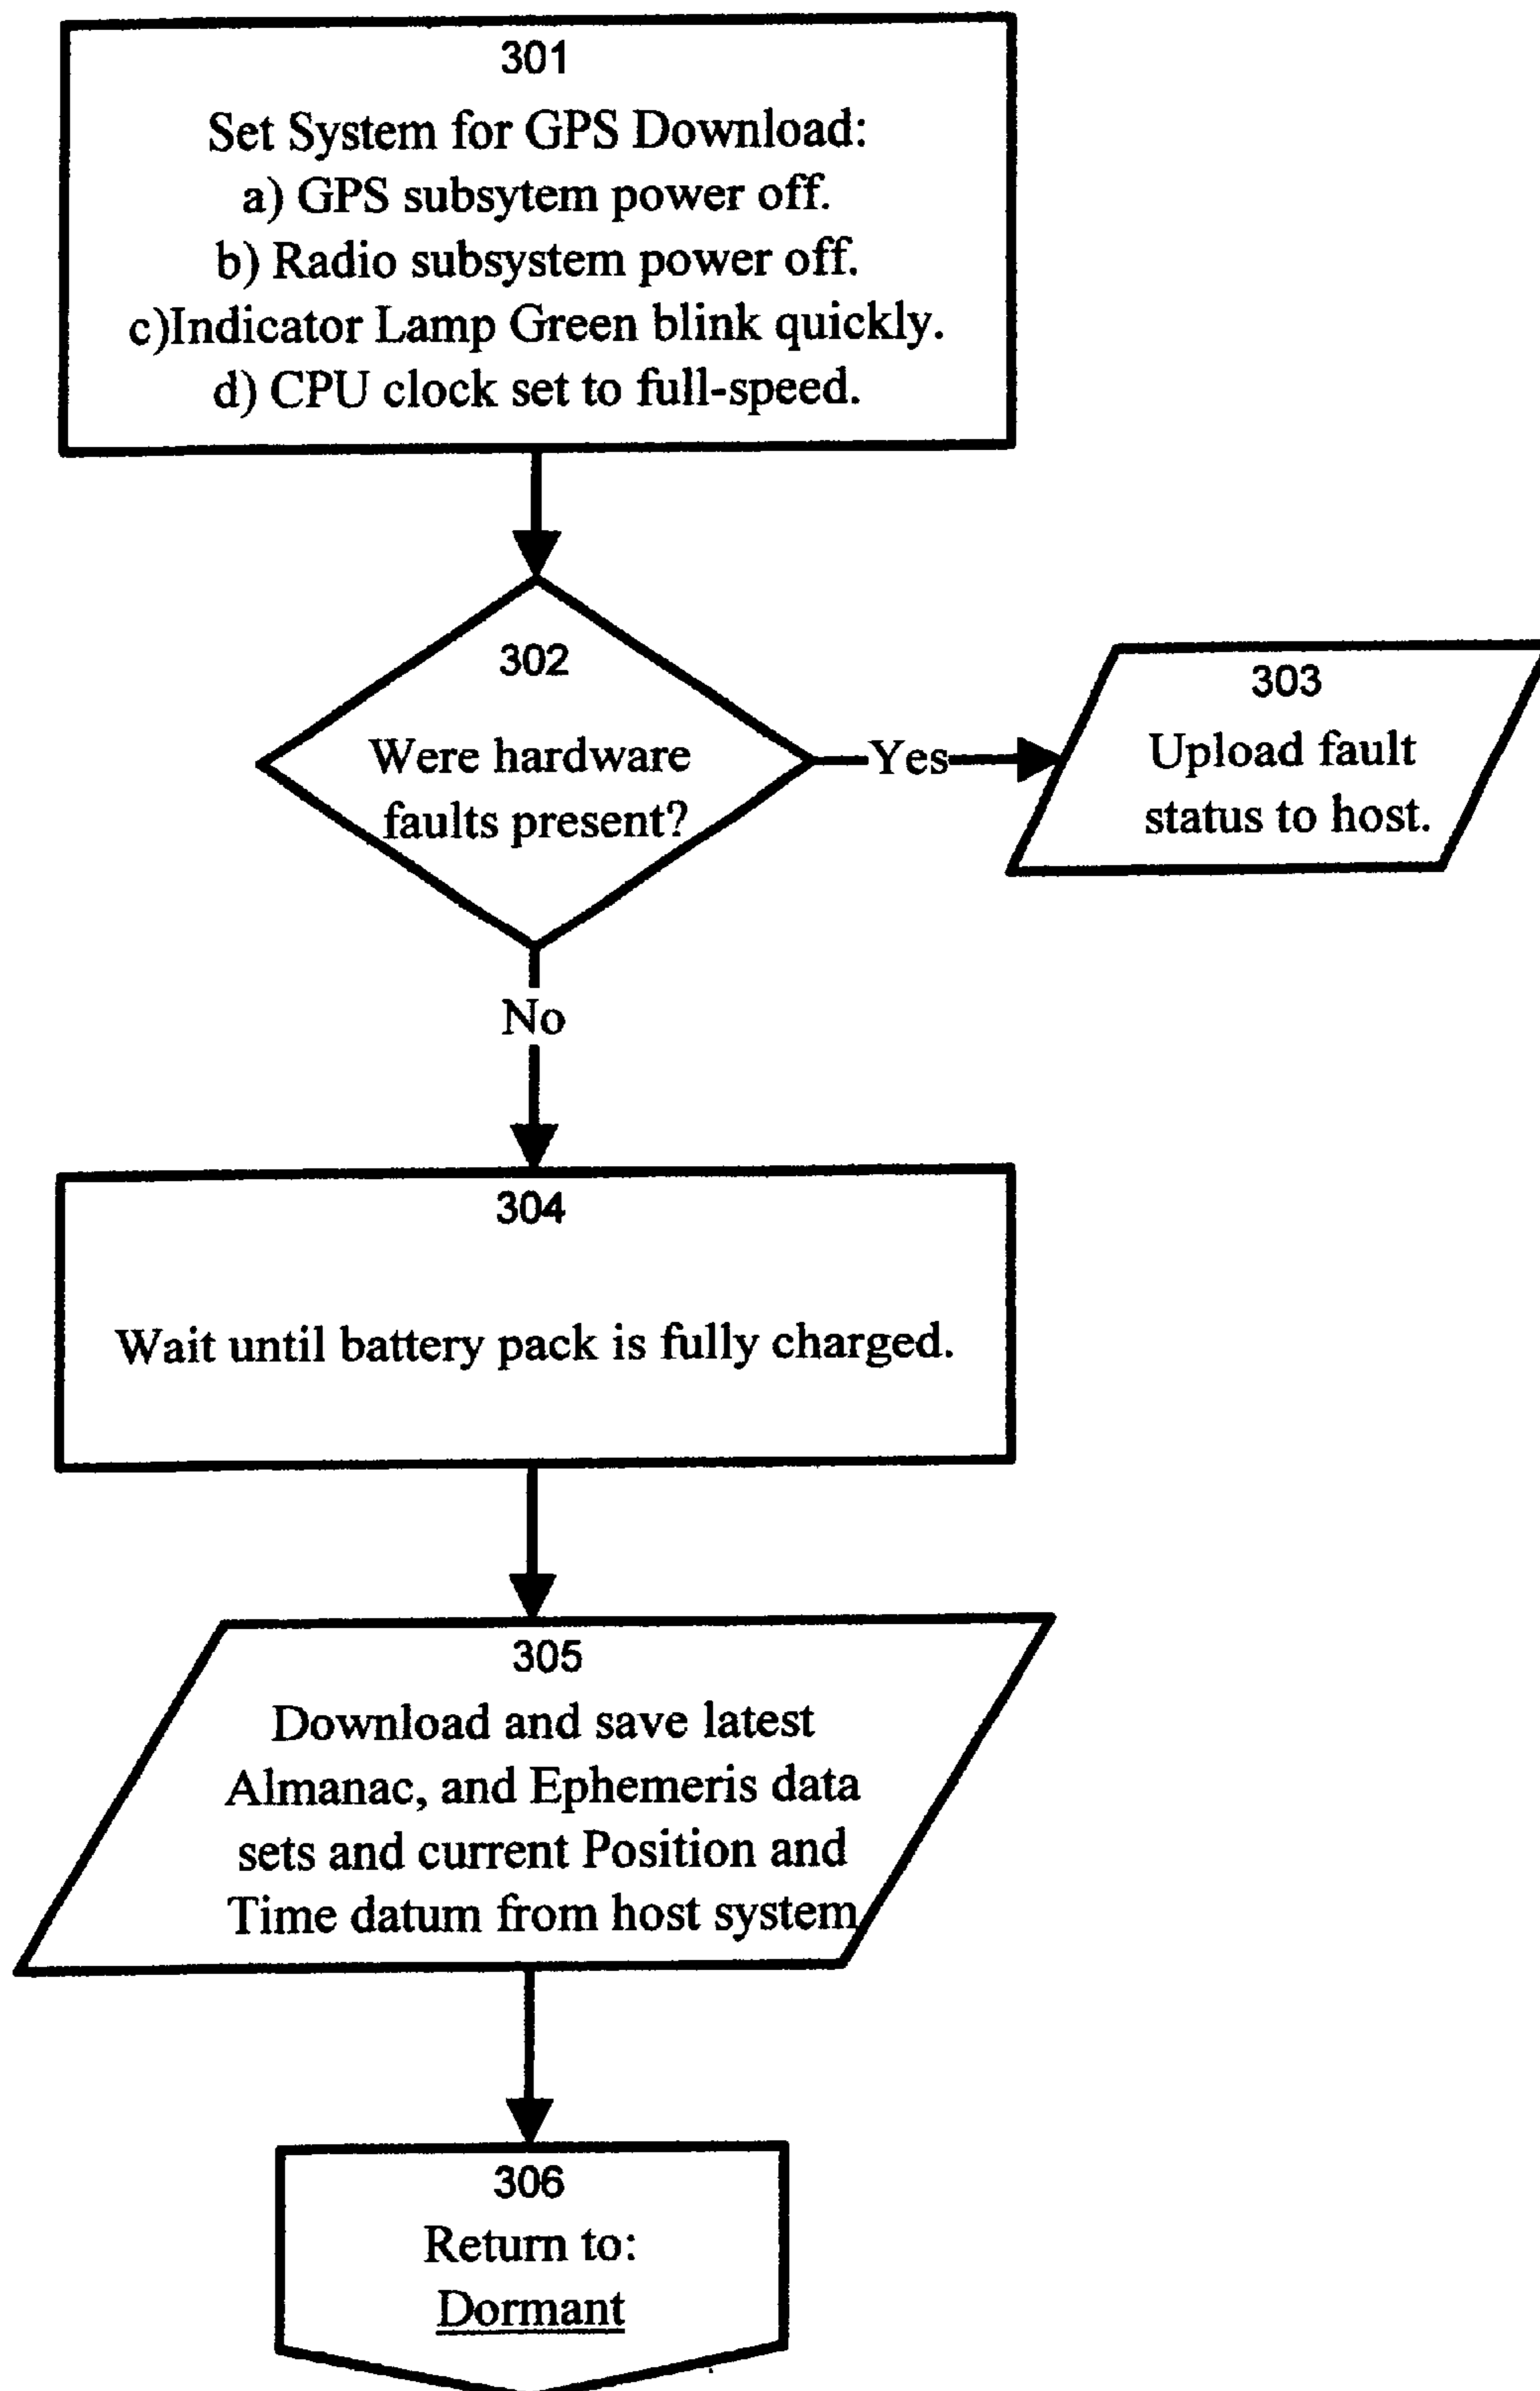 301
Set System for GPS Download:
a) GPS subsytem power off.
b) Radio subsystem power off.
c)Indicator Lamp Green blink quickly.
d) CPU clock set to full-speed.
302
Were hardware
faults present?
Yes
303
Upload fault
status to host.
No
304
Wait until battery pack is fully charged.
305
Download and save latest
Almanac, and Ephemeris data
sets and current Position and
Time datum from host system
306
Return to:
Dormant